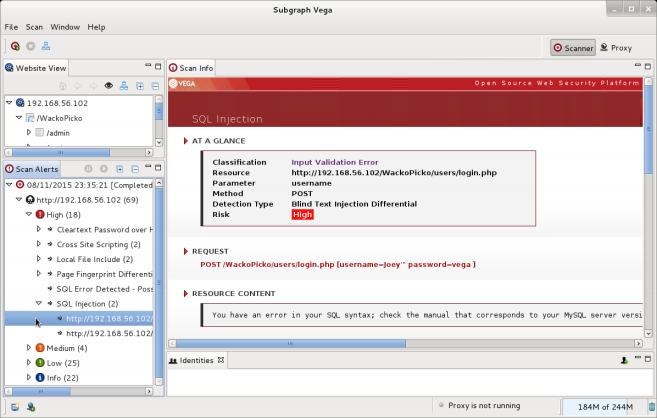 Subgraph Vega
File Scan Window Help
Scanner
Proxy
Website View
192.168.56.102
/WackoPicko
/admin
Scan Alerts
08/11/2015 23:35:21 [Completed
http://192.168.56.102 (69)
High (18)
Cleartext Password over H
Cross Site Scripting (2)
Local File Include (2)
Page Fingerprint Differenti
SQL Error Detected - Poss
SQL Injection (2)
http://192.168.56.102/
http://192.168.56.102/
Medium (4)
Low (25)
Info (22)
Scan Info
VEGA
Open Source Web Security Platform
SQL Injection
AT A GLANCE
Classification Input Validation Error
Resource http://192.168.56.102/WackoPicko/users/login.php
Parameter username
Method POST
Detection Type Blind Text Injection Differential
Risk High
REQUEST
POST /WackoPicko/users/login.php [username=Joey'" password=vega ]
RESOURCE CONTENT
You have an error in your SQL syntax; check the manual that corresponds to your MySQL server versi
Identities
Proxy is not running
184M of 244M